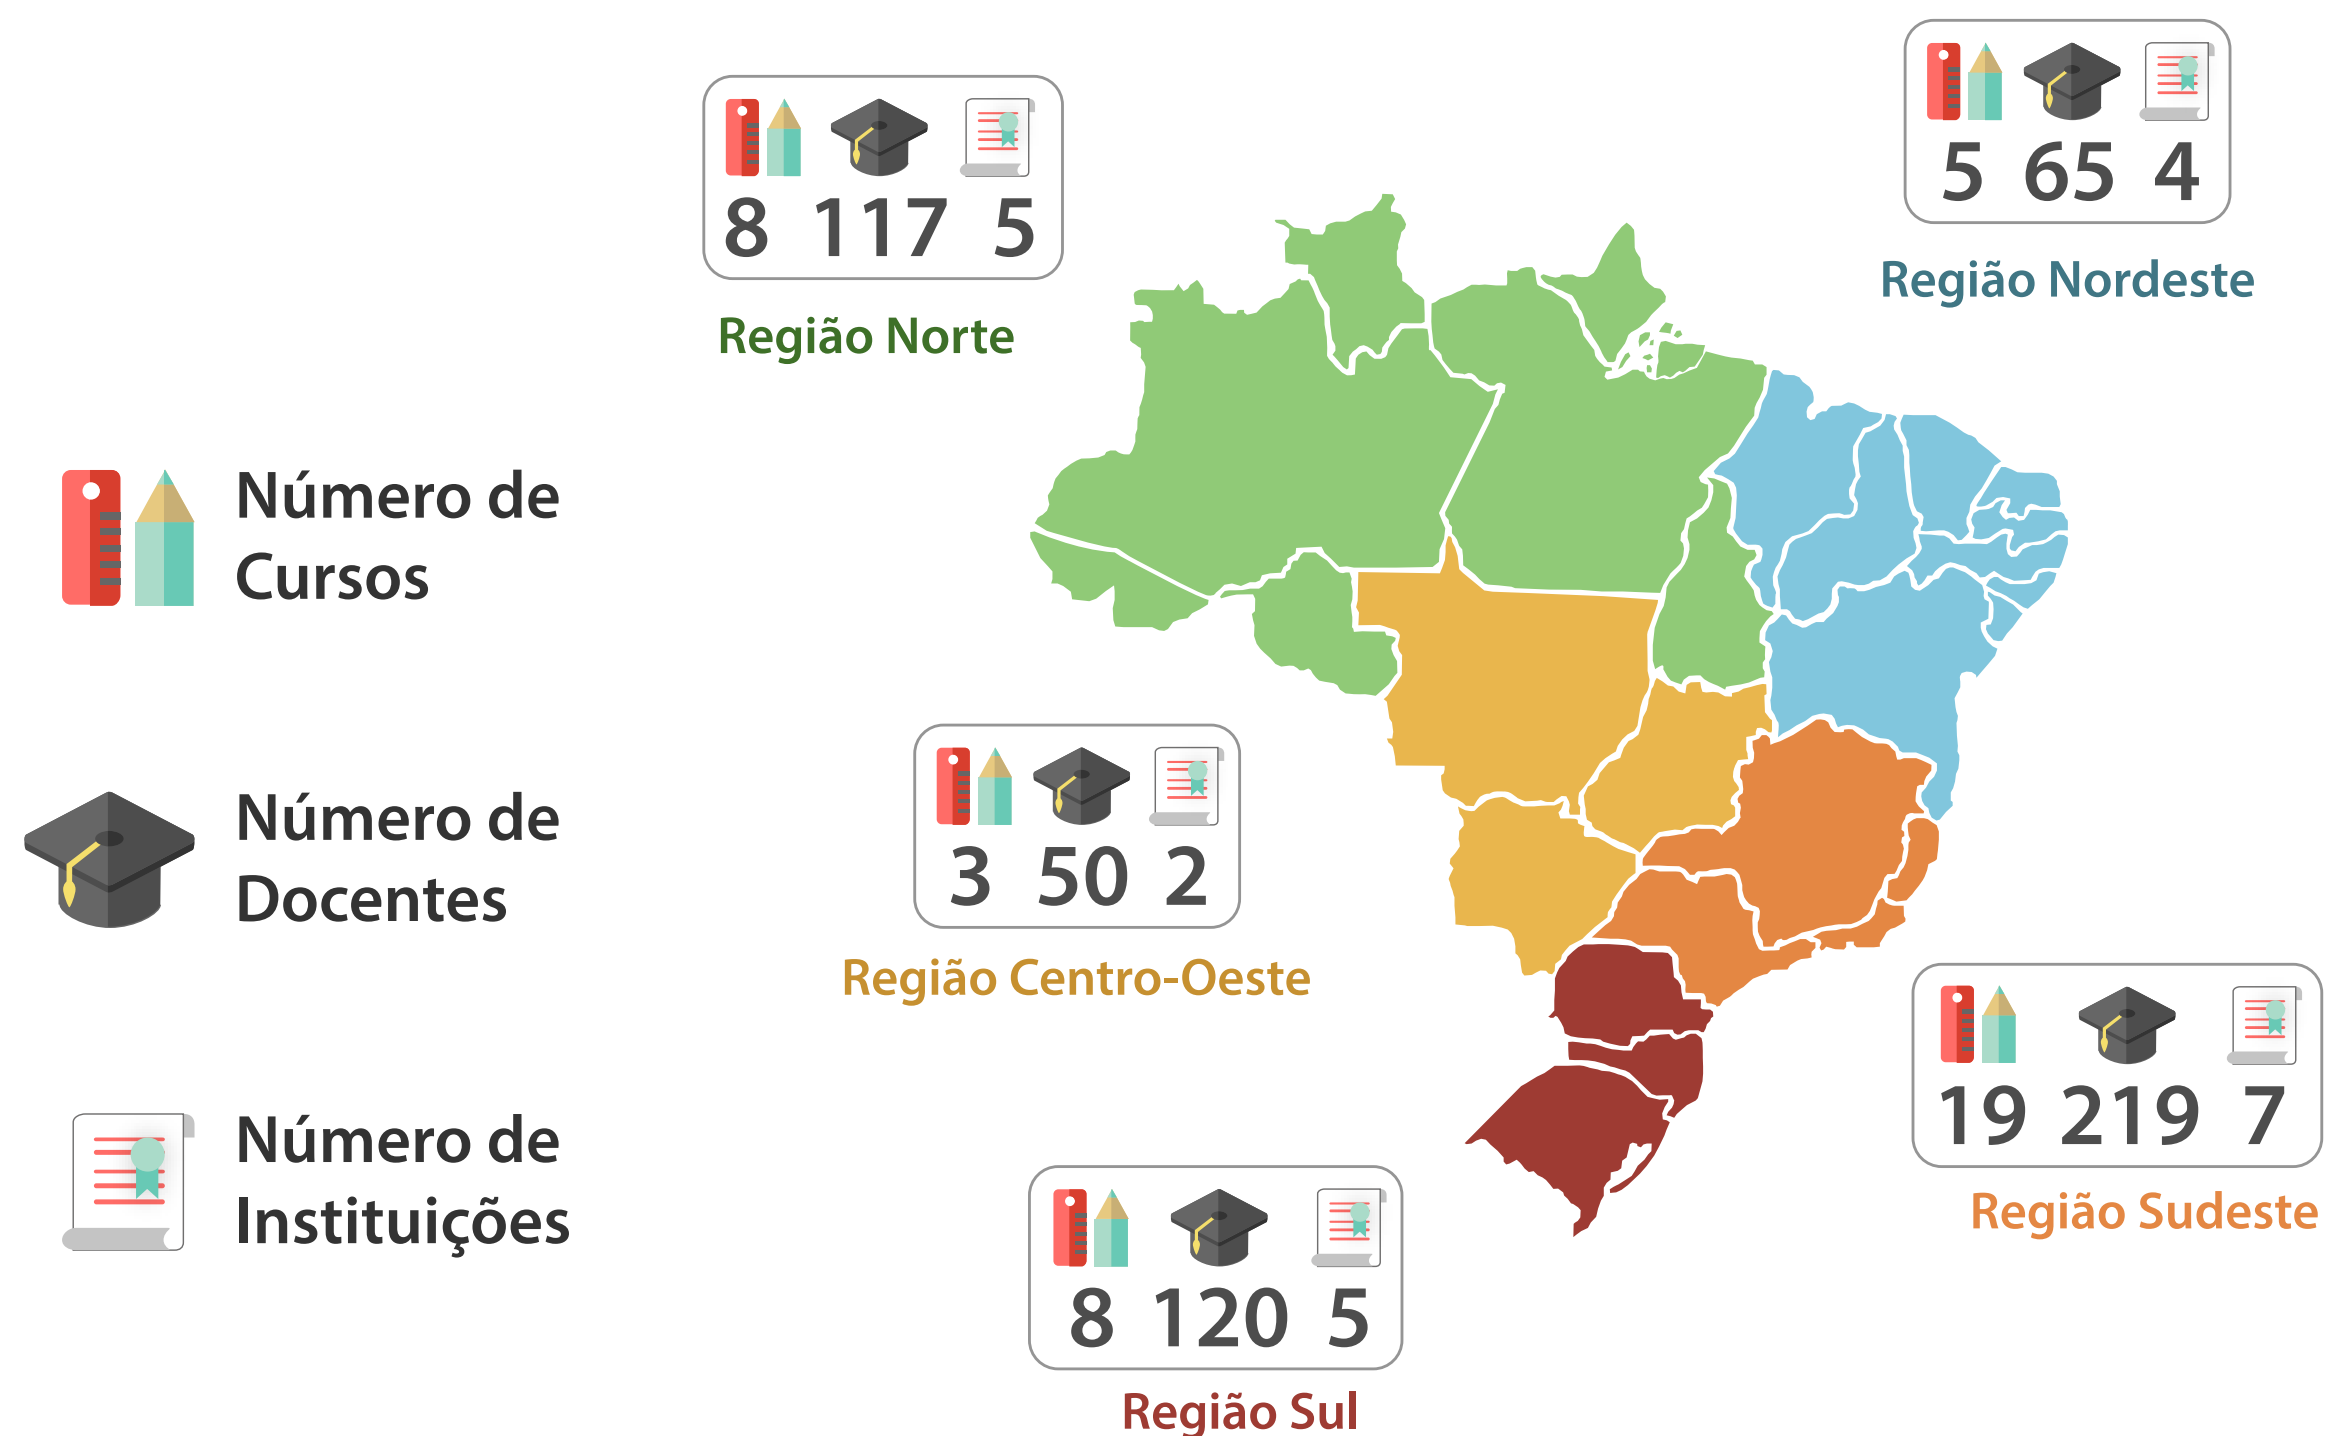 8 117 5
Região Norte
5 65 4
Região Nordeste
Número de
Cursos
Número de
Docentes
Número de
Instituições
3 50 2
Região Centro-Oeste
19 219 7
Região Sudeste
8 120 5
Região Sul